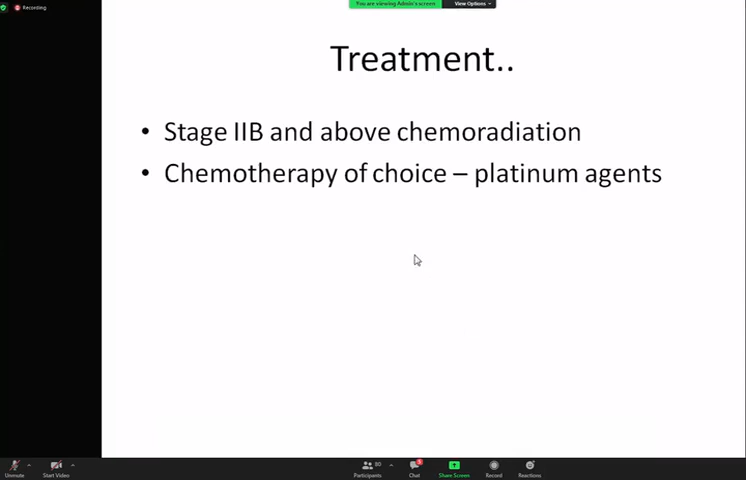 Recording
You are viewing Admin's screen
View Options
Treatment..
• Stage IIB and above chemoradiation
• Chemotherapy of choice – platinum agents
Unmute
Start Video
Participants
80
Chat
Share Screen
Record
Reactions